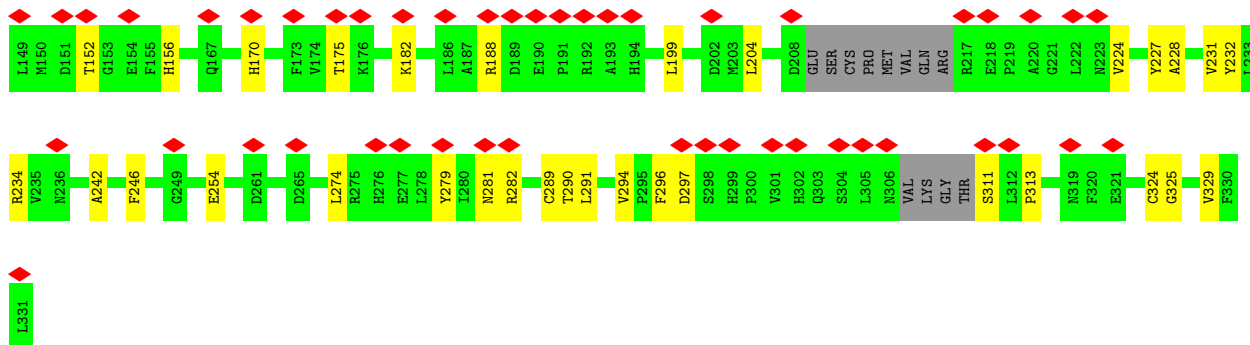 L149 M150 D151 T152 G153 E154 F155 H156 Q167 H170 F173 V174 T175 K176 K182 L186 A187 R188 D189 E190 P191 R192 A193 H194 L199 D202 M203 L204 D208 GLU SER CYS PRO MET VAL GLN ARG R217 E218 P219 A220 G221 L222 N223 V224 Y227 A228 V231 Y232 L233
R234 V235 N236 A242 F246 G249 E254 D261 D265 L274 R275 H276 E277 L278 Y279 I280 N281 R282 C289 T290 L291 V294 P295 F296 D297 S298 H299 P300 V301 H302 Q303 S304 L305 N306 VAL LYS GLY THR S311 L312 P313 N319 F320 E321 C324 G325 V329 F330
L331